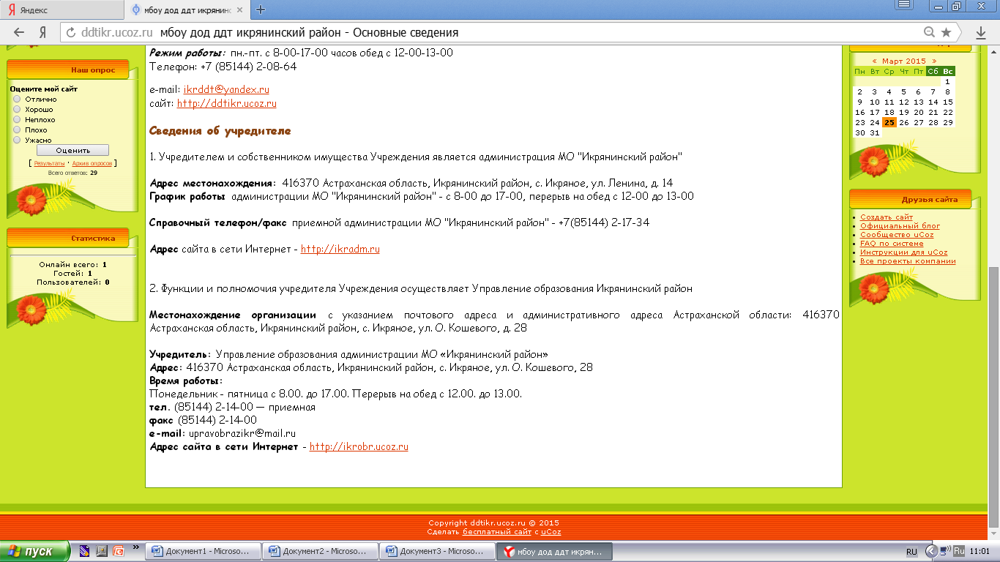 Яндекс
мбоу дод ддт икрянинс
ddtikr.ucoz.ru мбоу дод ддт икрянинский район - Основные сведения
Наш опрос
Оцените мой сайт
Отлично
Хорошо
Неплохо
Плохо
Ужасно
Оценить
[ Результаты · Архив опросов ]
Всего ответов: 29
Статистика
Онлайн всего: 1
Гостей: 1
Пользователей: 0
Режим работы: пн.-пт. с 8-00-17-00 часов обед с 12-00-13-00
Телефон: +7 (85144) 2-08-64
e-mail: ikrddt@yandex.ru
сайт: http://ddtikr.ucoz.ru
Сведения об учредителе
1. Учредителем и собственником имущества Учреждения является администрация МО "Икрянинский район"
Адрес местонахождения: 416370 Астраханская область, Икрянинский район, с. Икряное, ул. Ленина, д. 14
График работы администрации МО "Икрянинский район" - с 8-00 до 17-00, перерыв на обед с 12-00 до 13-00
Справочный телефон/факс приемной администрации МО "Икрянинский район" - +7(85144) 2-17-34
Адрес сайта в сети Интернет - http://ikradm.ru
2. Функции и полномочия учредителя Учреждения осуществляет Управление образования Икрянинский район
Местонахождение организации с указанием почтового адреса и административного адреса Астраханской области: 416370
Астраханская область, Икрянинский район, с. Икряное, ул. О. Кошевого, д. 28
Учредитель: Управление образования администрации МО «Икрянинский район»
Адрес: 416370 Астраханская область, Икрянинский район, с. Икряное, ул. О. Кошевого, 28
Время работы:
Понедельник - пятница с 8.00. до 17.00. Перерыв на обед с 12.00. до 13.00.
тел. (85144) 2-14-00 — приемная
факс (85144) 2-14-00
e-mail: upravobrazikr@mail.ru
Адрес сайта в сети Интернет - http://ikrobr.ucoz.ru
« Март 2015 »
Пн Вт Ср Чт Пт Сб Вс
1
2 3 4 5 6 7 8
9 10 11 12 13 14 15
16 17 18 19 20 21 22
23 24 25 26 27 28 29
30 31
Друзья сайта
Создать сайт
Официальный блог
Сообщество uCoz
FAQ по системе
Инструкции для uCoz
Все проекты компании
Copyright ddtikr.ucoz.ru © 2015
Сделать бесплатный сайт с uCoz
пуск
Документ1 - Microso...
Документ2 - Microso...
Документ3 - Microso...
мбоу дод ддт икрян...
RU
Ru
11:01